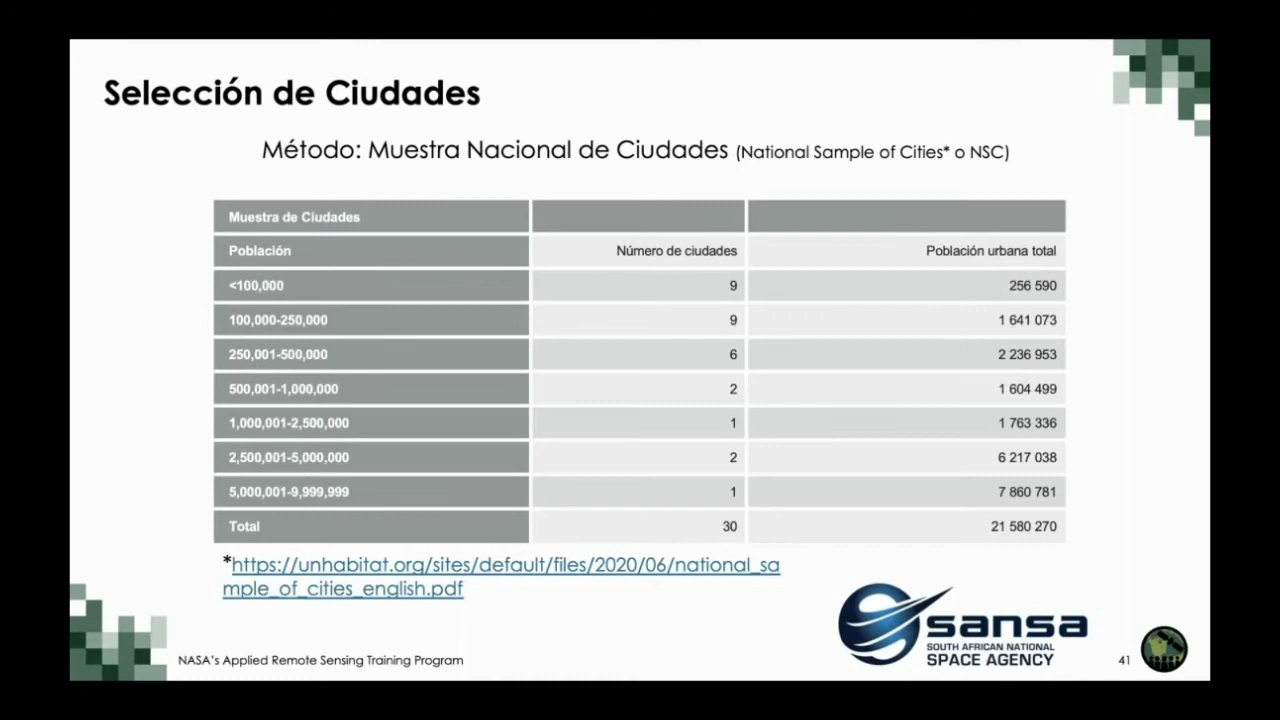 Selección de Ciudades
Método: Muestra Nacional de Ciudades (National Sample of Cities* o NSC)
Muestra de Ciudades
Población Número de ciudades Población urbana total
<100,000 9 256 590
100,000-250,000 9 1 641 073
250,001-500,000 6 2 236 953
500,001-1,000,000 2 1 604 499
1,000,001-2,500,000 1 1 763 336
2,500,001-5,000,000 2 6 217 038
5,000,001-9,999,999 1 7 860 781
Total 30 21 580 270
*https://unhabitat.org/sites/default/files/2020/06/national_sa
mple_of_cities_english.pdf
sansa
SOUTH AFRICAN NATIONAL
SPACE AGENCY
NASA's Applied Remote Sensing Training Program
41